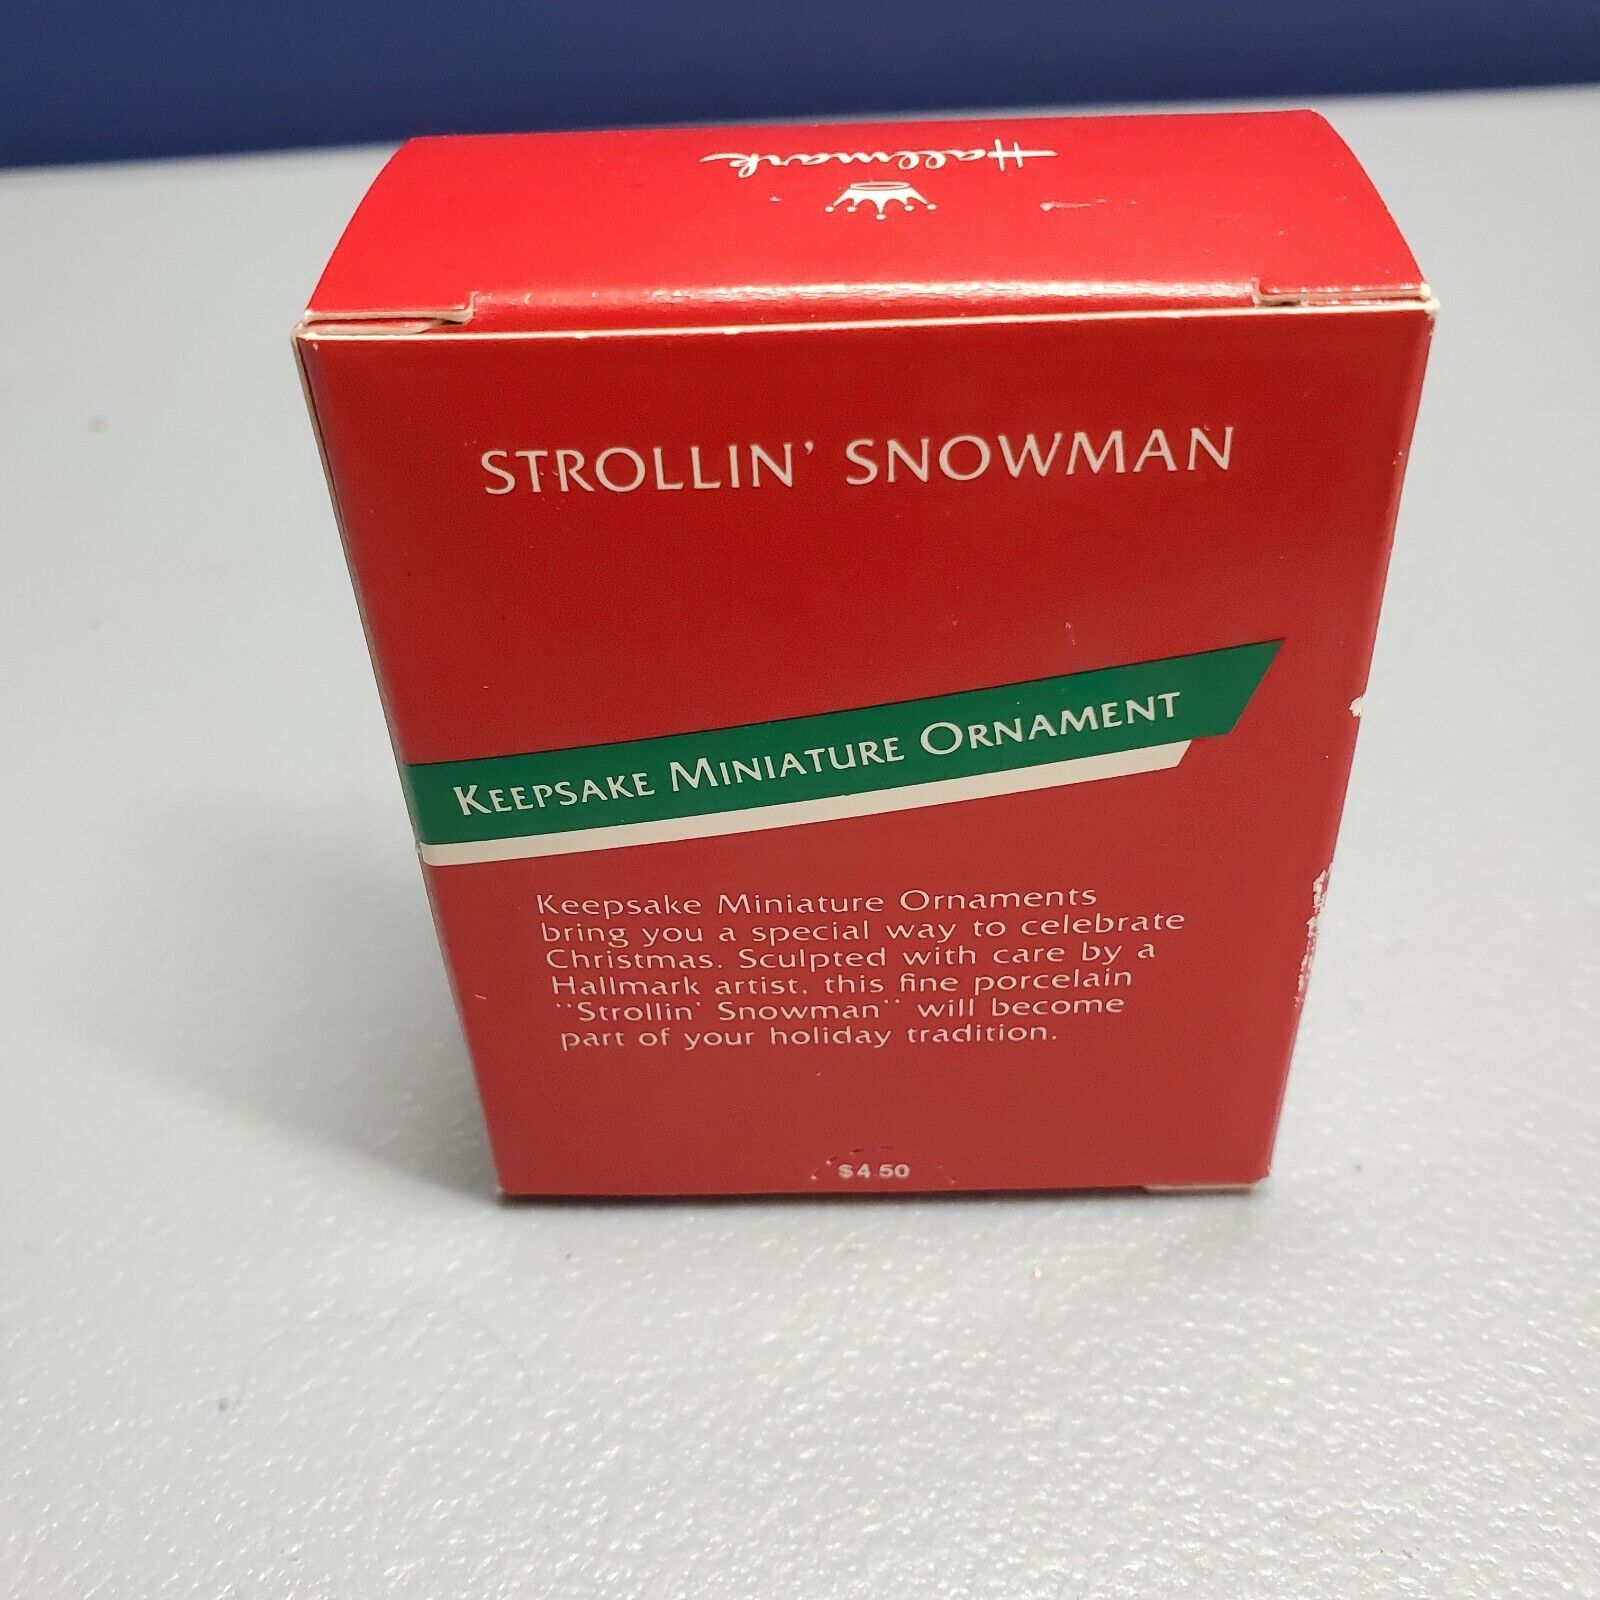 Hallmark
STROLLIN' SNOWMAN
KEEPSAKE MINIATURE ORNAMENT
Keepsake Miniature Ornaments
bring you a special way to celebrate
Christmas. Sculpted with care by a
Hallmark artist, this fine porcelain
"Strollin' Snowman" will become
part of your holiday tradition.
$4.50